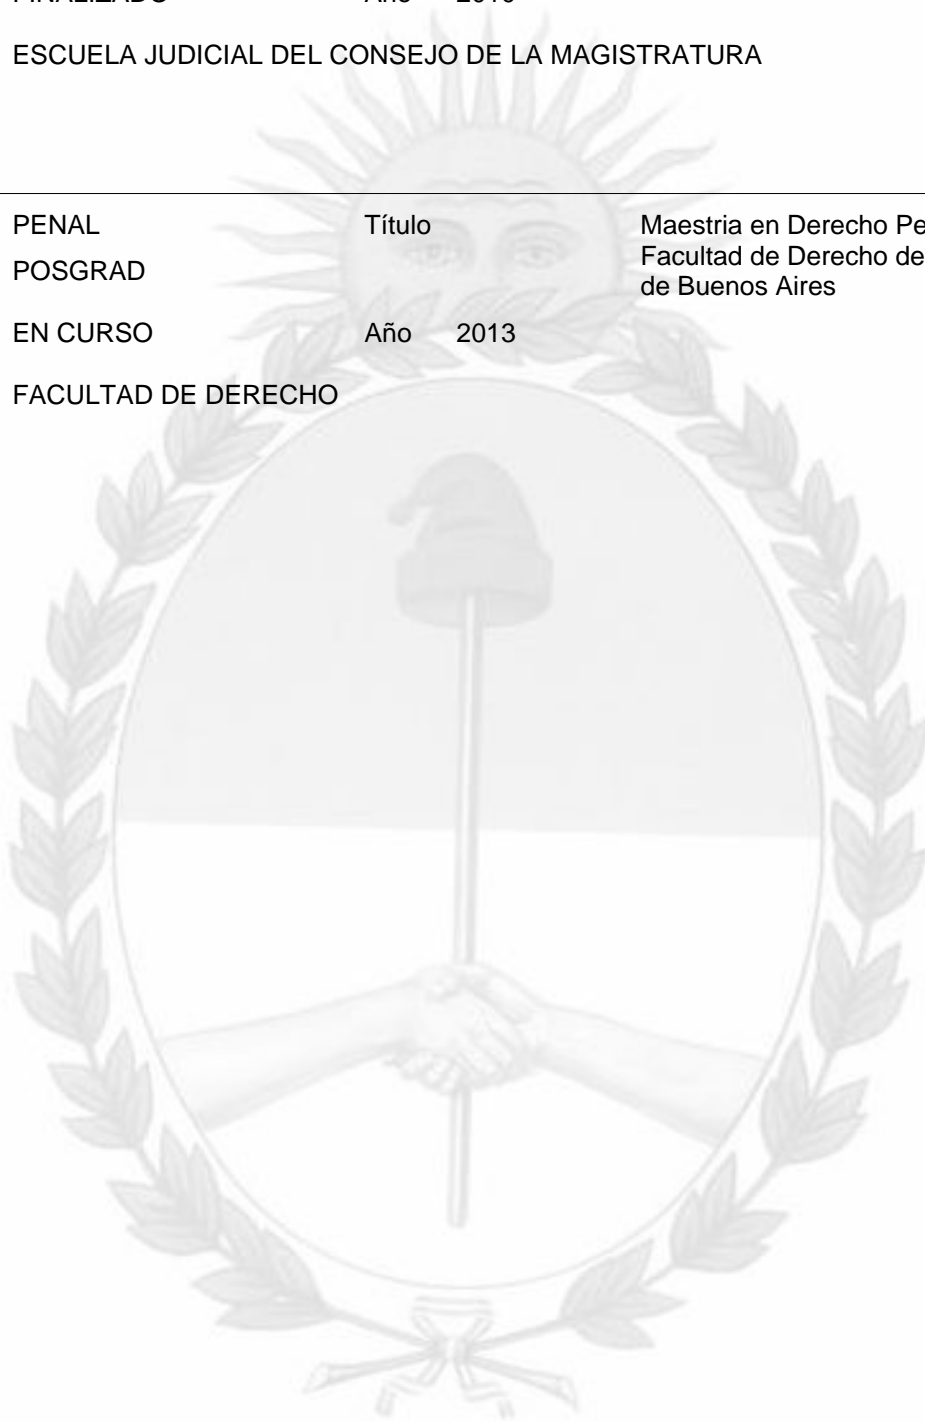 ESCUELA JUDICIAL DEL CONSEJO DE LA MAGISTRATURA
PENAL Título Maestria en Derecho Pe
POSGRAD Facultad de Derecho de
de Buenos Aires
EN CURSO Año 2013
FACULTAD DE DERECHO